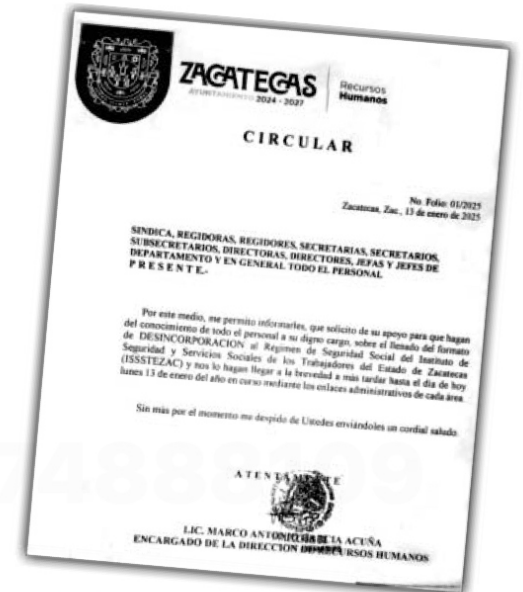 ZACATECAS
AYUNTAMIENTO 2024 - 2027
Recursos
Humanos
CIRCULAR
No. Folio: 01/2025
Zacatecas, Zac., 13 de enero de 2025
SINDICA, REGIDORAS, REGIDORES, SECRETARIAS, SECRETARIOS,
SUBSECRETARIOS, DIRECTORAS, DIRECTORES, JEFAS Y JEFES DE
DEPARTAMENTO Y EN GENERAL TODO EL PERSONAL
P R E S E N T E.-
Por este medio, me permito informarles, que solicito de su apoyo para que hagan
del conocimiento de todo el personal a su digno cargo, sobre el llenado del formato
de DESINCORPORACION al Regimen de Seguridad Social del Instituto de
Seguridad y Servicios Sociales de los Trabajadores del Estado de Zacatecas
(ISSSTEZAC) y nos lo hagan llegar a la brevedad a más tardar hasta el día de hoy
lunes 13 de enero del año en curso mediante los enlaces administrativos de cada área.
Sin más por el momento me despido de Ustedes enviándoles un cordial saludo.
A T E N T A M E N T E
LIC. MARCO ANTONIO GARCIA ACUÑA
ENCARGADO DE LA DIRECCION DE RECURSOS HUMANOS